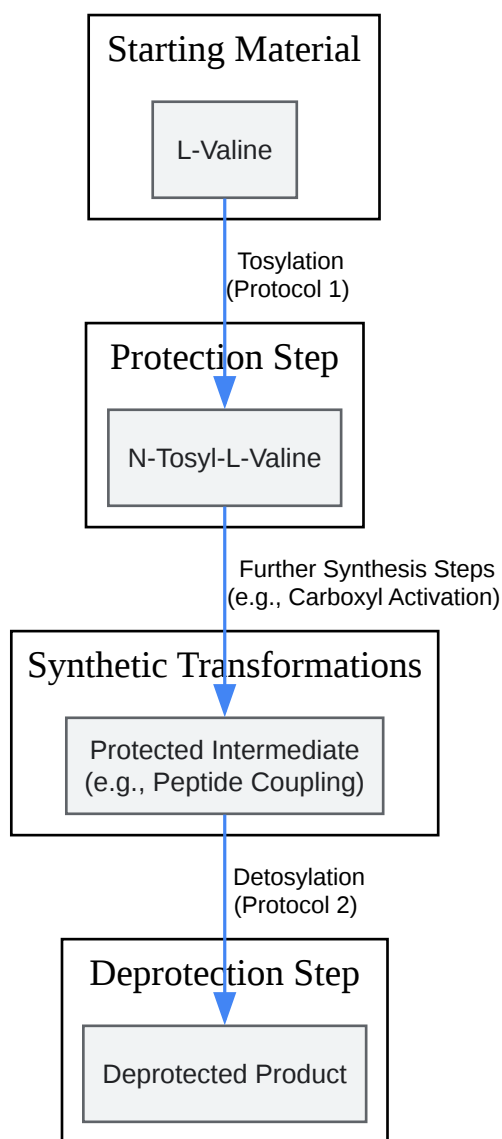 Starting Material
L-Valine
Tosylation
(Protocol 1)
Protection Step
N-Tosyl-L-Valine
Further Synthesis Steps
(e.g., Carboxyl Activation)
Synthetic Transformations
Protected Intermediate
(e.g., Peptide Coupling)
Detosylation
(Protocol 2)
Deprotection Step
Deprotected Product